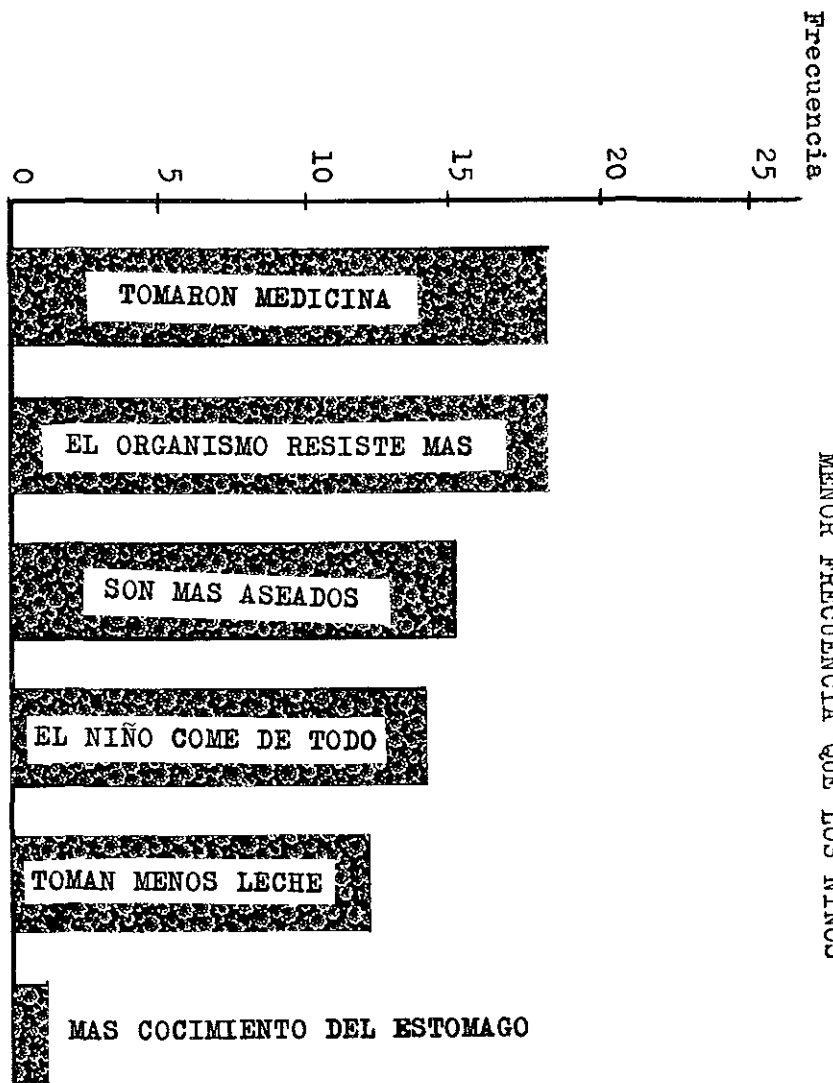 MENOR FRECUENCIA QUE LOS NIÑOS
Frecuencia
0
5
10
15
20
25
TOMARON MEDICINA
EL ORGANISMO RESISTE MAS
SON MAS ASEADOS
EL NIÑO COME DE TODO
TOMAN MENOS LECHE
MAS COCIMIENTO DEL ESTOMAGO